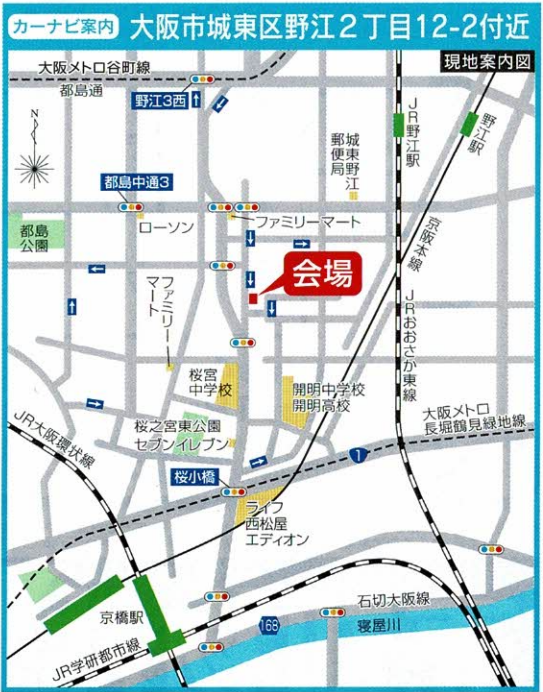 カーナビ案内 大阪市城東区野江2丁目12-2付近
現地案内図
大阪メトロ谷町線
都島通
野江3西
N
JR野江駅
野江駅
城東野江
郵便局
都島中通3
ローソン
ファミリーマート
都島
公園
京阪本線
会場
ファミリー
マート
JRおおさか東線
桜宮
中学校
開明中学校
開明高校
大阪メトロ
長堀鶴見緑地線
桜之宮東公園
セブンイレブン
JR大阪環状線
1
桜小橋
ライフ
西松屋
エディオン
京橋駅
石切大阪線
168
寝屋川
JR学研都市線